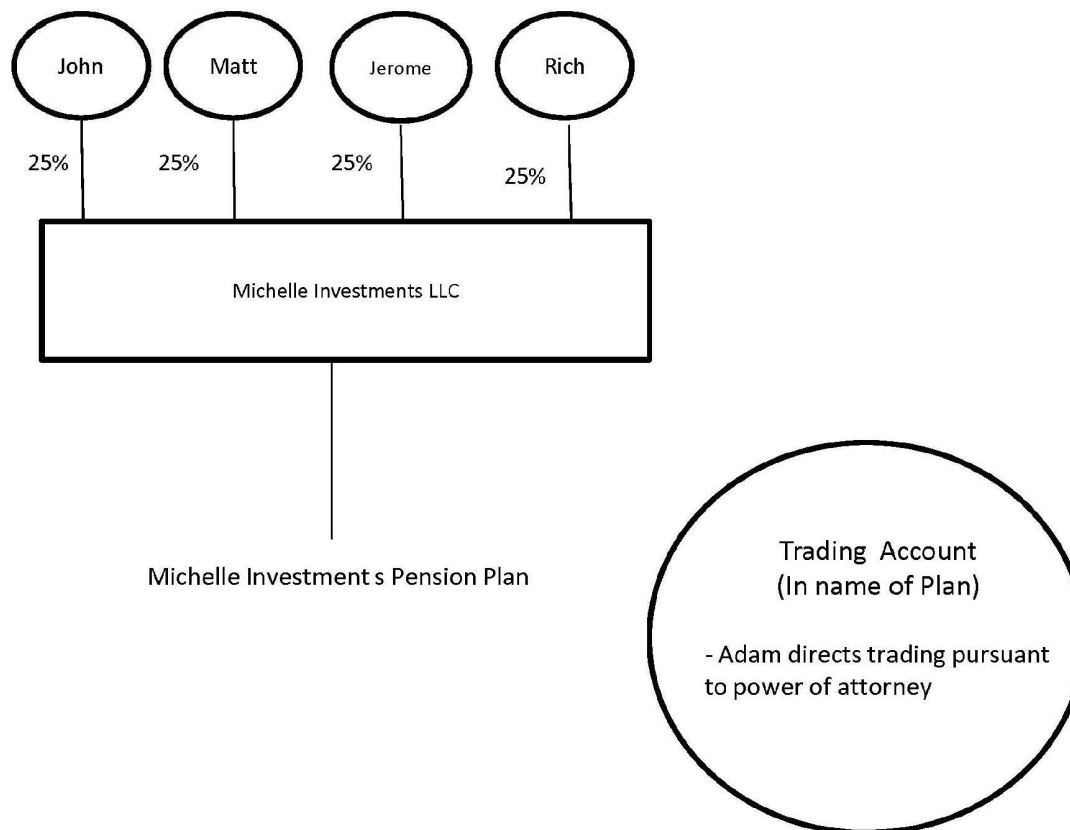 John
Matt
Jerome
Rich
25%
25%
25%
25%
Michelle Investments LLC
Michelle Investment s Pension Plan
Trading Account
(In name of Plan)
- Adam directs trading pursuant
to power of attorney